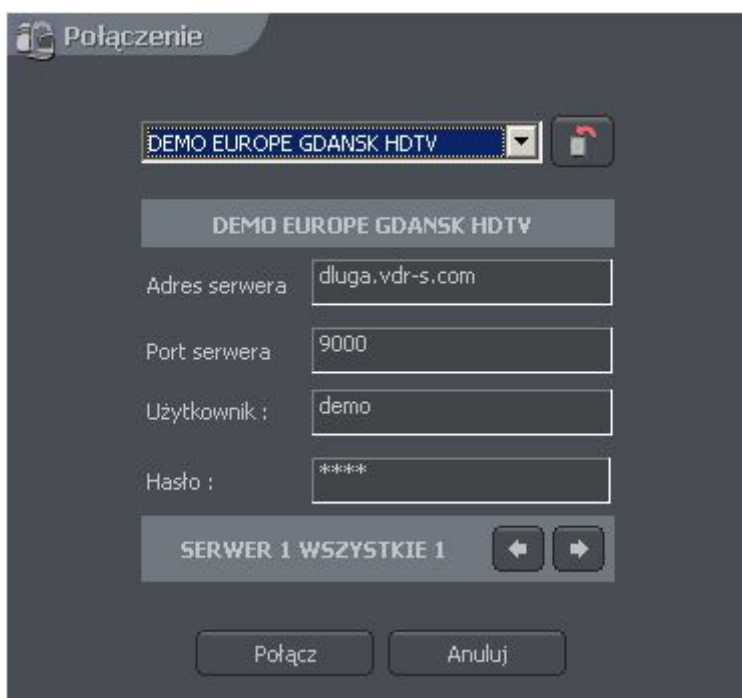 Połączenie
DEMO EUROPE GDANSK HDTV
DEMO EUROPE GDANSK HDTV
Adres serwera dluga.vdr-s.com
Port serwera 9000
Użytkownik : demo
Hasło : ****
SERWER 1 WSZYSTKIE 1
Połącz Anuluj